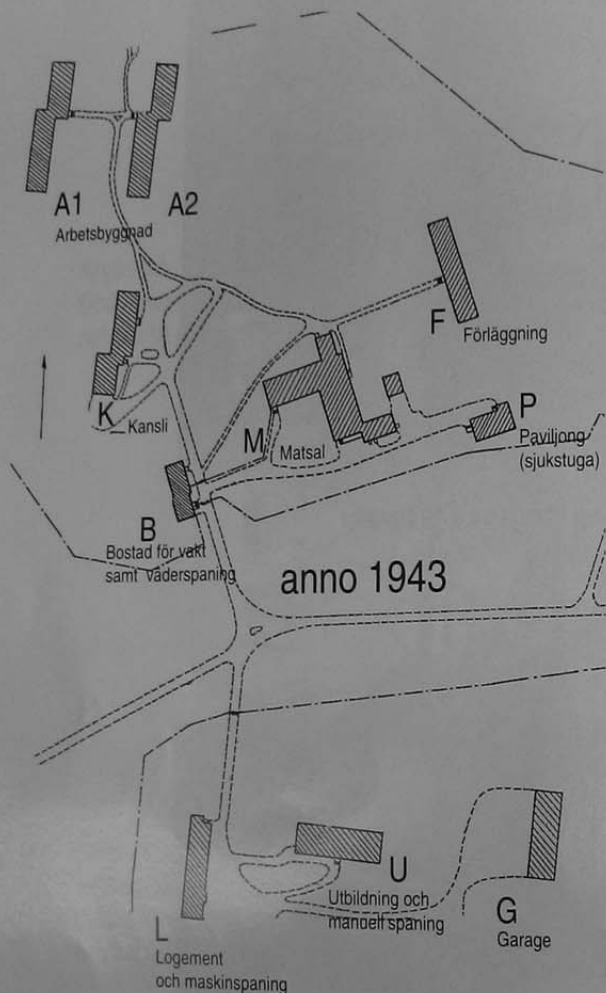 A1
A2
Arbetsbyggnad
F
Förläggning
K
Kansli
M
Matsal
P
Paviljong
(sjukstuga)
B
Bostad för vakt
samt väderspaning
anno 1943
U
Utbildning och
manuell spaning
G
Garage
L
Logement
och maskinspaning